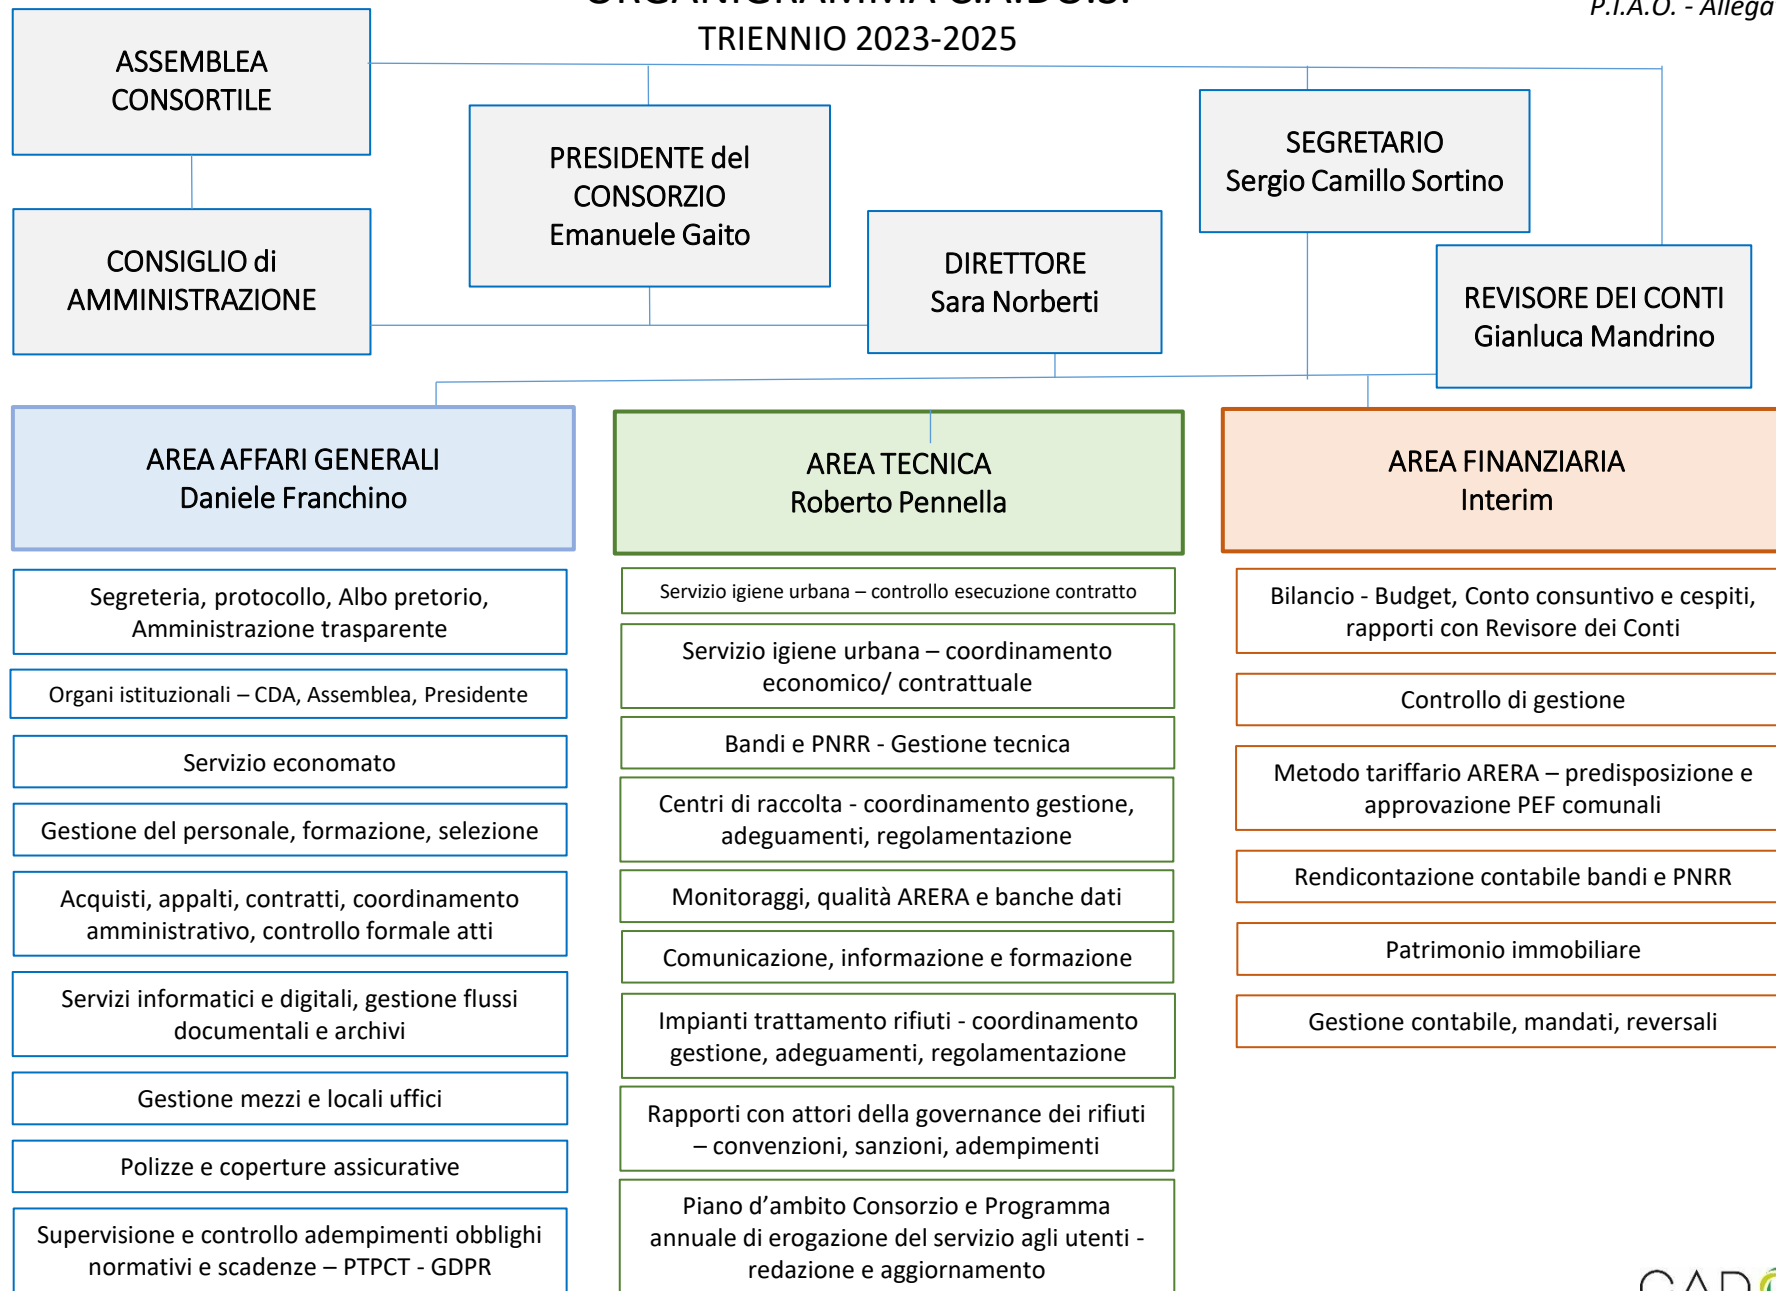 ORGANIGRAMMA C.A.DO.S.
P.I.A.O. - Allega
TRIENNIO 2023-2025
ASSEMBLEA
CONSORTILE
PRESIDENTE del
CONSORZIO
Emanuele Gaito
SEGRETARIO
Sergio Camillo Sortino
CONSIGLIO di
AMMINISTRAZIONE
DIRETTORE
Sara Norberti
REVISORE DEI CONTI
Gianluca Mandrino
AREA AFFARI GENERALI
Daniele Franchino
Segreteria, protocollo, Albo pretorio,
Amministrazione trasparente
Organi istituzionali – CDA, Assemblea, Presidente
Servizio economato
Gestione del personale, formazione, selezione
Acquisti, appalti, contratti, coordinamento
amministrativo, controllo formale atti
Servizi informatici e digitali, gestione flussi
documentali e archivi
Gestione mezzi e locali uffici
Polizze e coperture assicurative
Supervisione e controllo adempimenti obblighi
normativi e scadenze – PTPCT - GDPR
AREA TECNICA
Roberto Pennella
Servizio igiene urbana – controllo esecuzione contratto
Servizio igiene urbana – coordinamento
economico/ contrattuale
Bandi e PNRR - Gestione tecnica
Centri di raccolta - coordinamento gestione,
adeguamenti, regolamentazione
Monitoraggi, qualità ARERA e banche dati
Comunicazione, informazione e formazione
Impianti trattamento rifiuti - coordinamento
gestione, adeguamenti, regolamentazione
Rapporti con attori della governance dei rifiuti
– convenzioni, sanzioni, adempimenti
Piano d’ambito Consorzio e Programma
annuale di erogazione del servizio agli utenti -
redazione e aggiornamento
AREA FINANZIARIA
Interim
Bilancio - Budget, Conto consuntivo e cespiti,
rapporti con Revisore dei Conti
Controllo di gestione
Metodo tariffario ARERA – predisposizione e
approvazione PEF comunali
Rendicontazione contabile bandi e PNRR
Patrimonio immobiliare
Gestione contabile, mandati, reversali